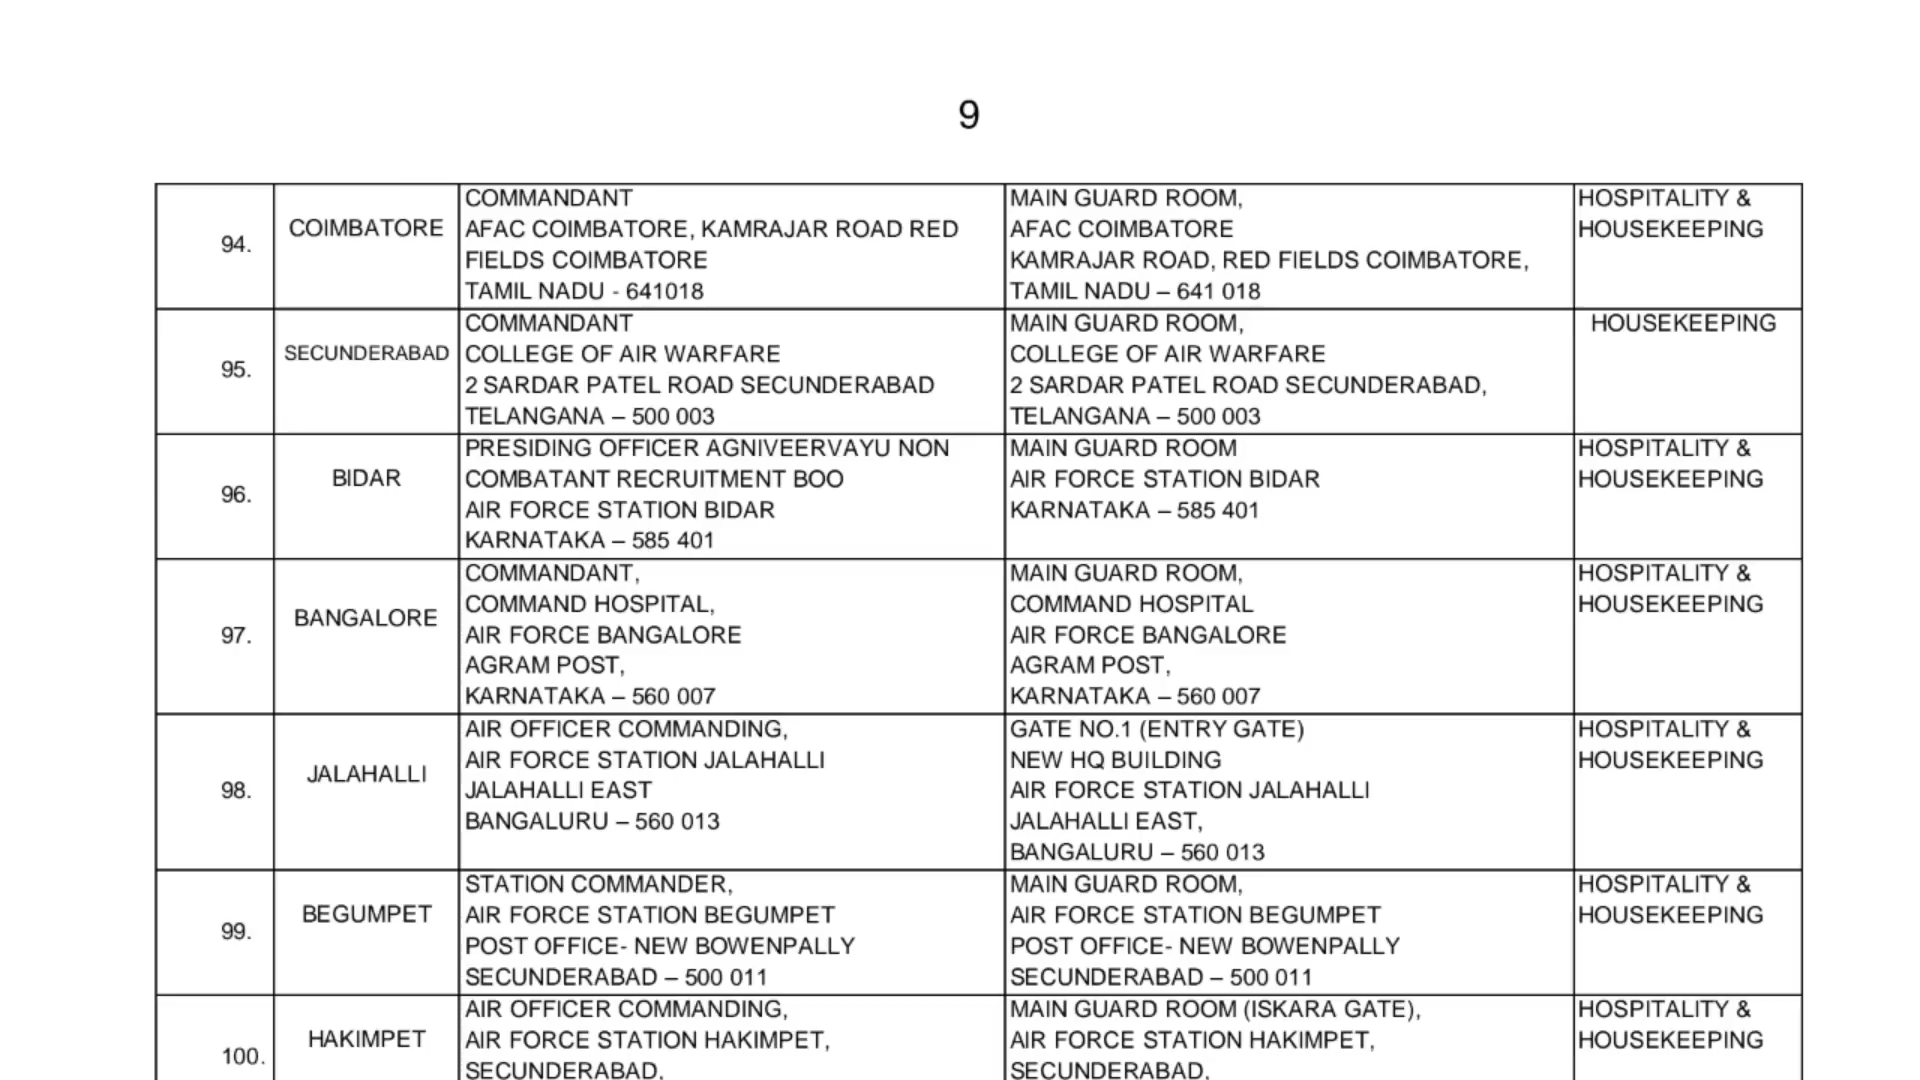 9
94.
COIMBATORE
COMMANDANT
AFAC COIMBATORE, KAMRAJAR ROAD RED
FIELDS COIMBATORE
TAMIL NADU - 641018
MAIN GUARD ROOM,
AFAC COIMBATORE
KAMRAJAR ROAD, RED FIELDS COIMBATORE,
TAMIL NADU – 641 018
HOSPITALITY &
HOUSEKEEPING
95.
SECUNDERABAD
COMMANDANT
COLLEGE OF AIR WARFARE
2 SARDAR PATEL ROAD SECUNDERABAD
TELANGANA – 500 003
MAIN GUARD ROOM,
COLLEGE OF AIR WARFARE
2 SARDAR PATEL ROAD SECUNDERABAD,
TELANGANA – 500 003
HOUSEKEEPING
96.
BIDAR
PRESIDING OFFICER AGNIVEERVAYU NON
COMBATANT RECRUITMENT BOO
AIR FORCE STATION BIDAR
KARNATAKA – 585 401
MAIN GUARD ROOM
AIR FORCE STATION BIDAR
KARNATAKA – 585 401
HOSPITALITY &
HOUSEKEEPING
97.
BANGALORE
COMMANDANT,
COMMAND HOSPITAL,
AIR FORCE BANGALORE
AGRAM POST,
KARNATAKA – 560 007
MAIN GUARD ROOM,
COMMAND HOSPITAL
AIR FORCE BANGALORE
AGRAM POST,
KARNATAKA – 560 007
HOSPITALITY &
HOUSEKEEPING
98.
JALAHALLI
AIR OFFICER COMMANDING,
AIR FORCE STATION JALAHALLI
JALAHALLI EAST
BANGALURU – 560 013
GATE NO.1 (ENTRY GATE)
NEW HQ BUILDING
AIR FORCE STATION JALAHALLI
JALAHALLI EAST,
BANGALURU – 560 013
HOSPITALITY &
HOUSEKEEPING
99.
BEGUMPET
STATION COMMANDER,
AIR FORCE STATION BEGUMPET
POST OFFICE- NEW BOWENPALLY
SECUNDERABAD – 500 011
MAIN GUARD ROOM,
AIR FORCE STATION BEGUMPET
POST OFFICE- NEW BOWENPALLY
SECUNDERABAD – 500 011
HOSPITALITY &
HOUSEKEEPING
100.
HAKIMPET
AIR OFFICER COMMANDING,
AIR FORCE STATION HAKIMPET,
SECUNDERABAD,
MAIN GUARD ROOM (ISKARA GATE),
AIR FORCE STATION HAKIMPET,
SECUNDERABAD,
HOSPITALITY &
HOUSEKEEPING